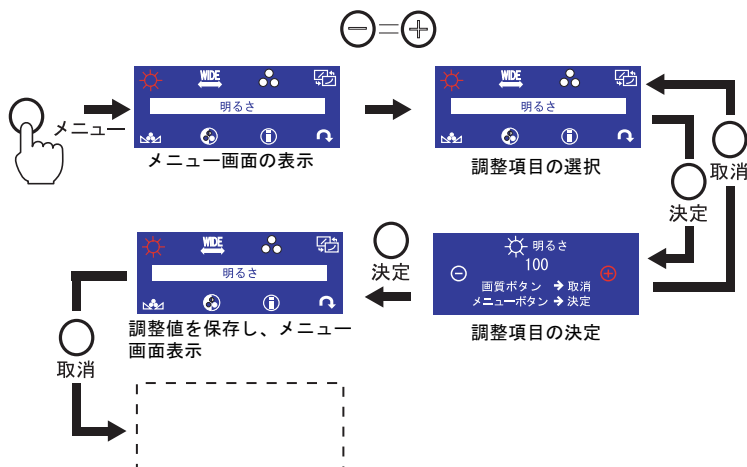 WIDE
明るさ
メニュー
メニュー画面の表示
WIDE
明るさ
調整項目の選択
取消
決定
明るさ
100
画質ボタン → 取消
メニューボタン → 決定
調整項目の決定
決定
WIDE
明るさ
調整値を保存し、メニュー
画面表示
取消